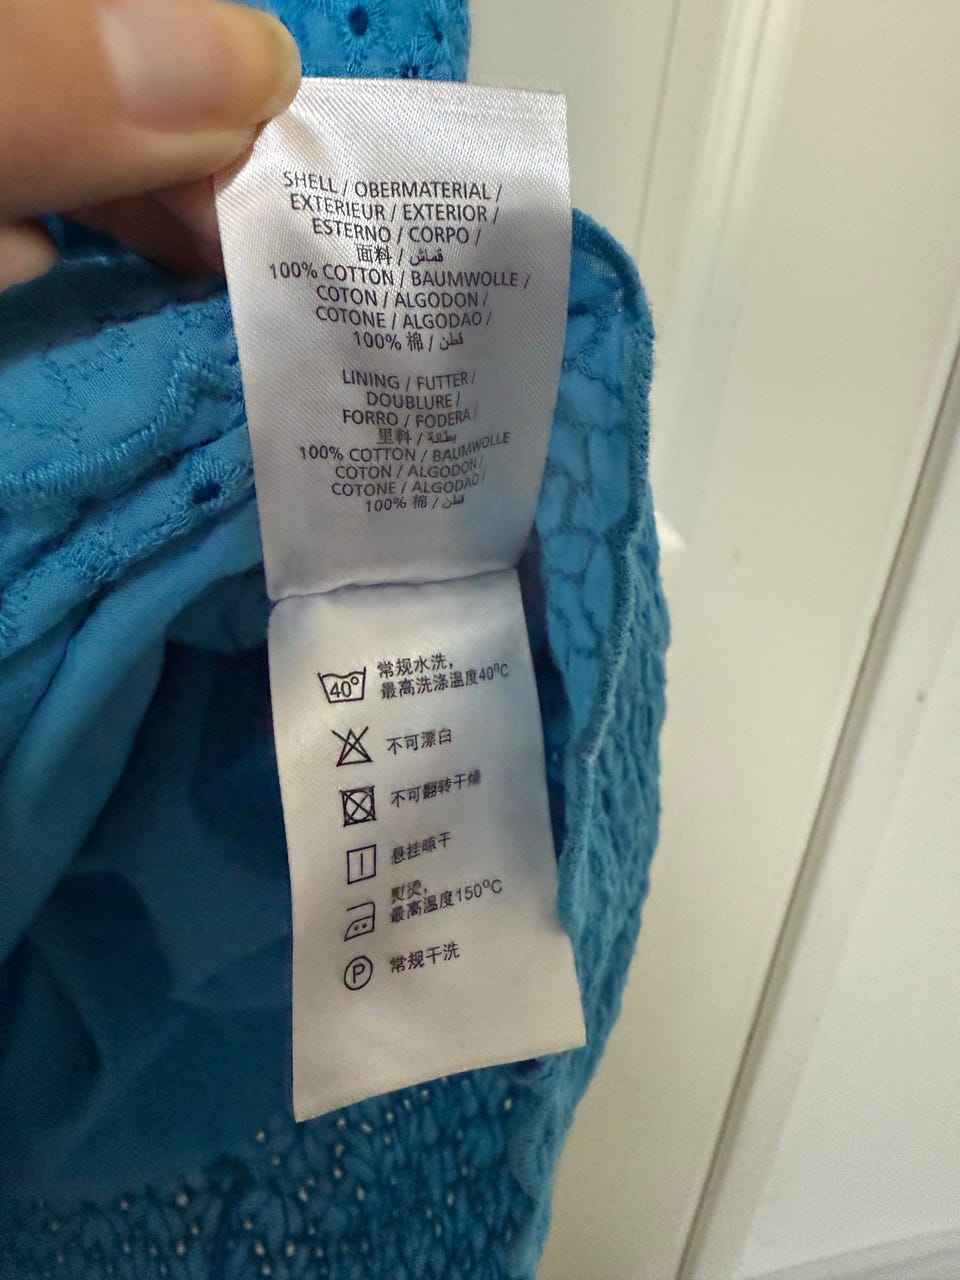 SHELL / OBERMATERIAL /
EXTERIEUR / EXTERIOR /
ESTERNO / CORPO /
面料 / قماش
100% COTTON / BAUMWOLLE /
COTON / ALGODON /
COTONE / ALGODAO /
100% 棉 / قطن
LINING / FUTTER /
DOUBLURE /
FORRO / FODERA /
里料 / بطانة
100% COTTON / BAUMWOLLE
COTON / ALGODON /
COTONE / ALGODAO /
100% 棉 / قطن
40° 常规水洗,
最高洗涤温度40°C
不可漂白
不可翻转干燥
悬挂晾干
熨烫,
最高温度150°C
P 常规干洗